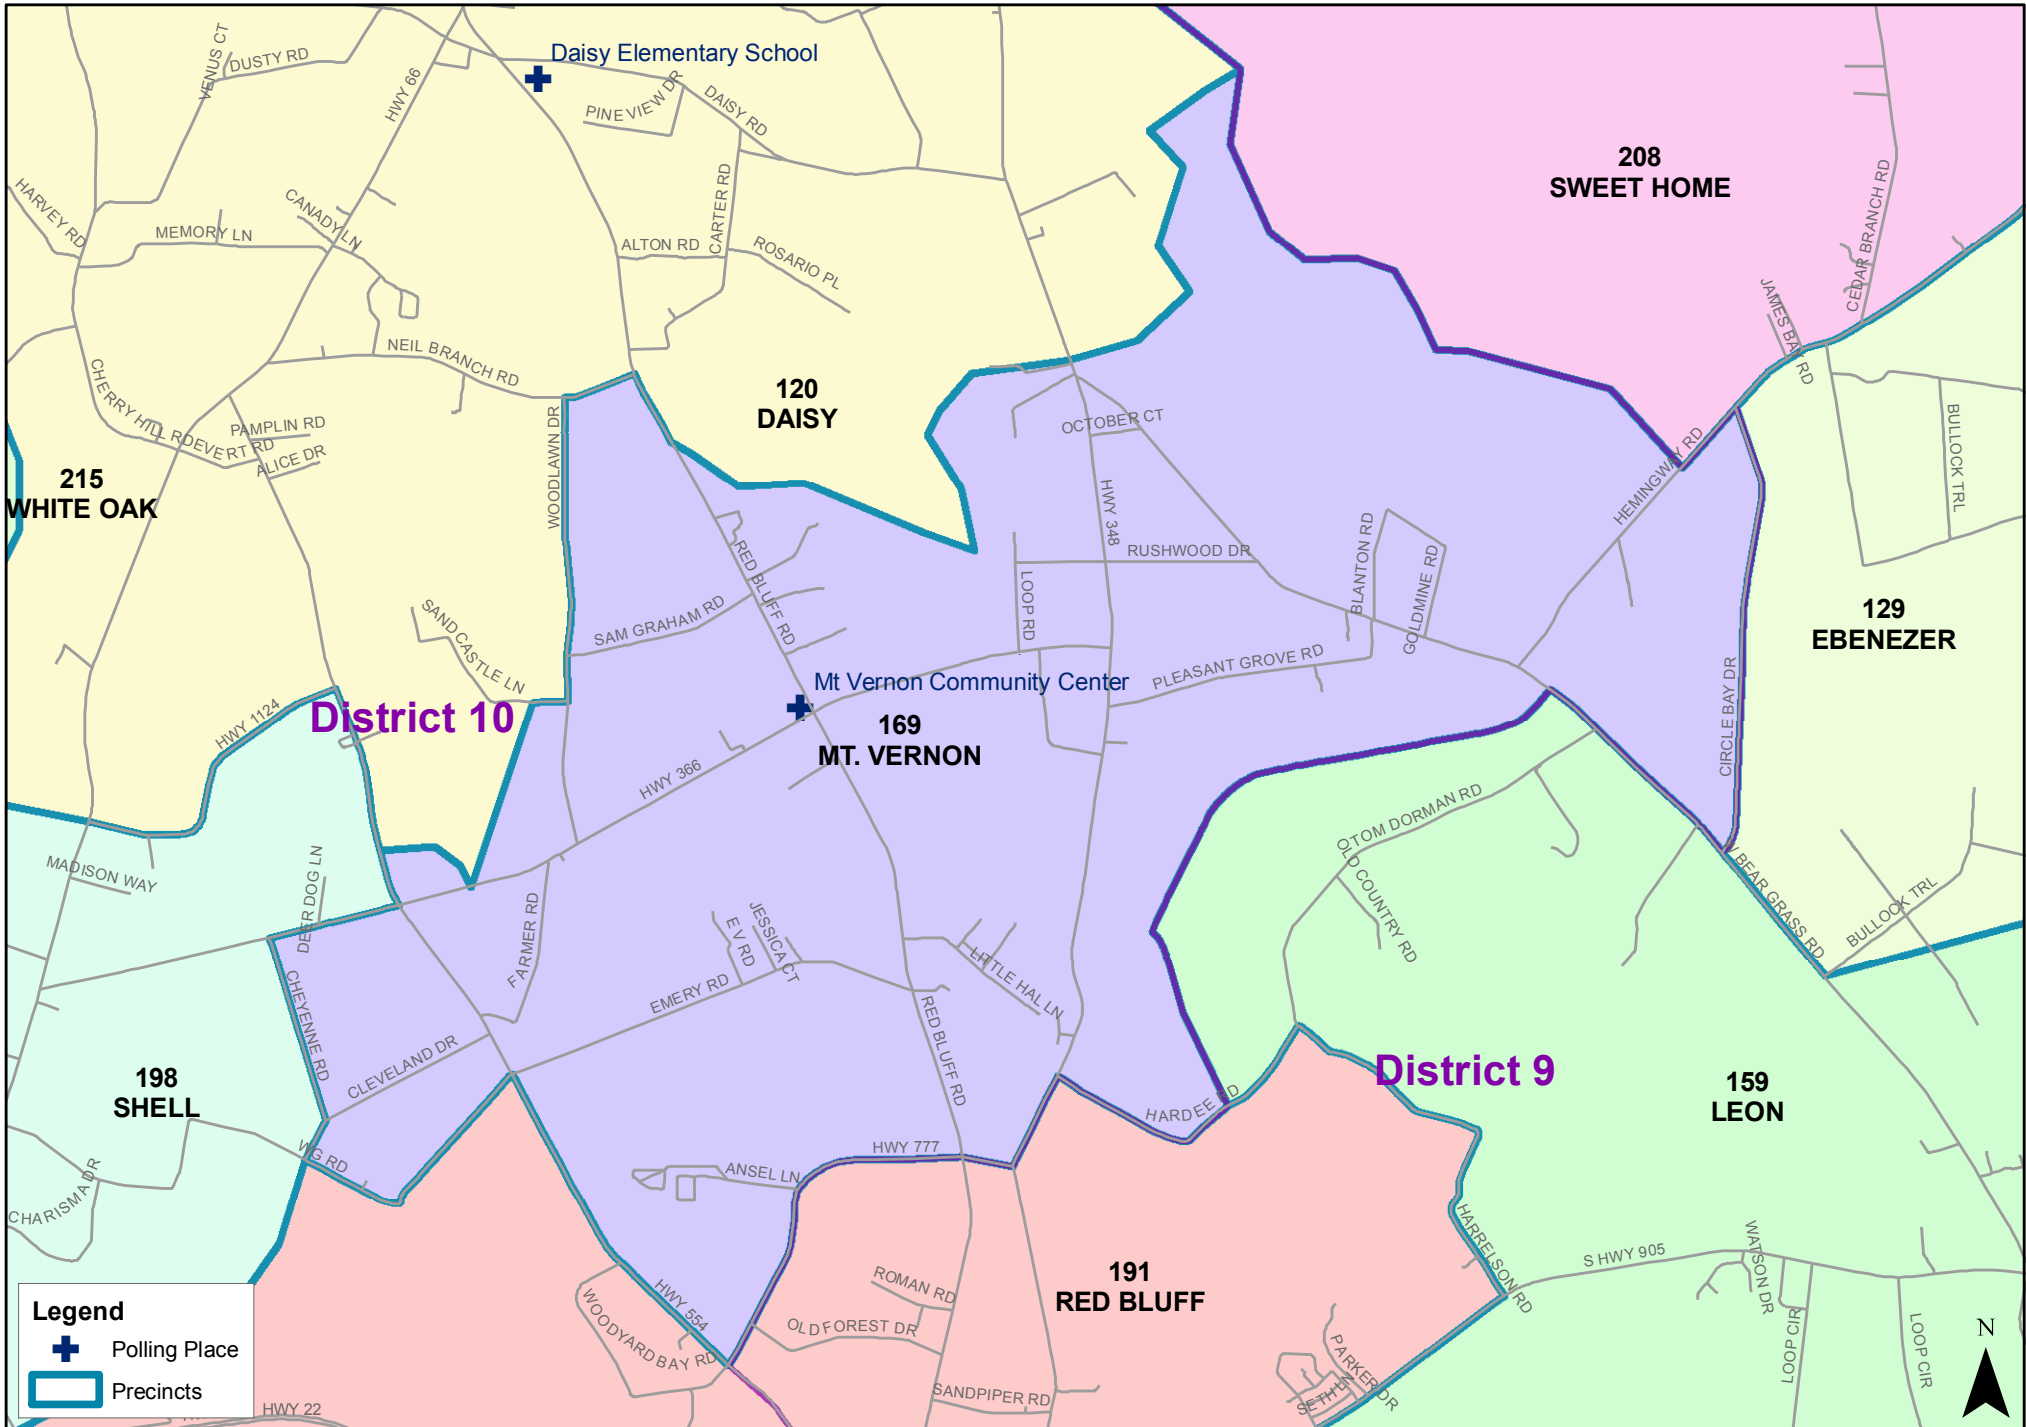 VENUS CT
DUSTY RD
HWY 66
Daisy Elementary School
PINEVIEW DR
DAISY RD
208
SWEET HOME
HARVEY RD
MEMORY LN
CANADY LN
CARTER RD
ALTON RD
ROSARIO PL
CEDAR BRANCH RD
JAMES BAY RD
NEIL BRANCH RD
CHERRY HILL RD
EVERT RD
PAMPLIN RD
ALICE DR
WOODLAWN DR
120
DAISY
OCTOBER CT
HWY 348
HEMINGWAY RD
BULLOCK TRL
215
WHITE OAK
RED BLUFF RD
RUSHWOOD DR
LOOP RD
BLANTON RD
GOLDMINE RD
129
EBENEZER
SAND CASTLE LN
SAM GRAHAM RD
PLEASANT GROVE RD
CIRCLE BAY DR
HWY 1124
District 10
Mt Vernon Community Center
169
MT. VERNON
HWY 366
TOM DORMAN RD
OLD COUNTRY RD
MADISON WAY
DEER DOG LN
BEAR GRASS RD
BULLOCK TRL
FARMER RD
E V RD
JESSICA CT
EMERY RD
LITTLE HAL LN
CHEYENNE RD
CLEVELAND DR
RED BLUFF RD
198
SHELL
District 9
159
LEON
HARDEE RD
WG RD
HWY 777
ANSEL LN
CHARISMA DR
HARRELSON RD
S HWY 905
WATSON DR
LOOP CIR
LOOP CIR
191
RED BLUFF
ROMAN RD
OLD FOREST DR
HWY 554
WOODYARD BAY RD
SANDPIPER RD
PARKER DR
SETH LN
N
Legend
Polling Place
Precincts
HWY 22